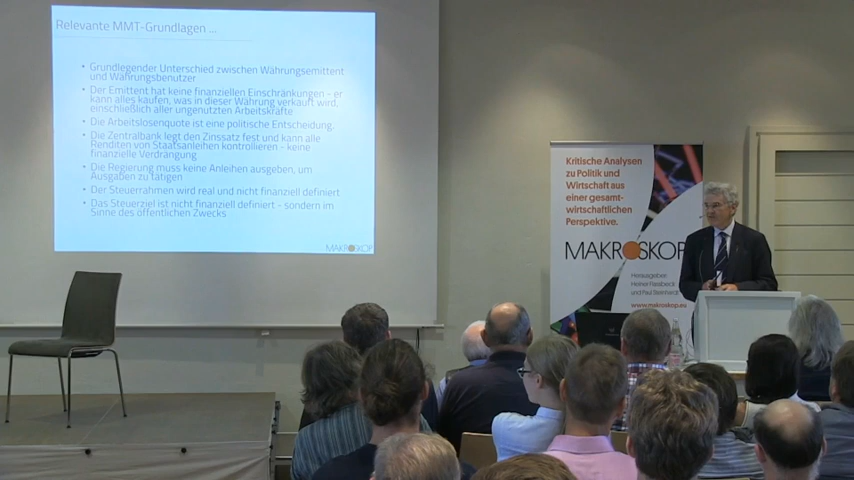 Relevante MMT-Grundlagen ...
• Grundlegender Unterschied zwischen Währungsemittent
und Währungsbenutzer
• Der Emittent hat keine finanziellen Einschränkungen - er
kann alles kaufen, was in dieser Währung verkauft wird,
einschließlich aller ungenutzten Arbeitskräfte
• Die Arbeitslosenquote ist eine politische Entscheidung.
• Die Zentralbank legt den Zinssatz fest und kann alle
Renditen von Staatsanleihen kontrollieren - keine
finanzielle Verdrängung
• Die Regierung muss keine Anleihen ausgeben, um
Ausgaben zu tätigen
• Der Steuerrahmen wird real und nicht finanziell definiert
• Das Steuerziel ist nicht finanziell definiert - sondern im
Sinne des öffentlichen Zwecks
MAKROSKOP
Kritische Analysen
zu Politik und
Wirtschaft aus
einer gesamt-
wirtschaftlichen
Perspektive.
MAKROSKOP
Herausgeber:
Heiner Flassbeck
und Paul Steinhardt
www.makroskop.eu